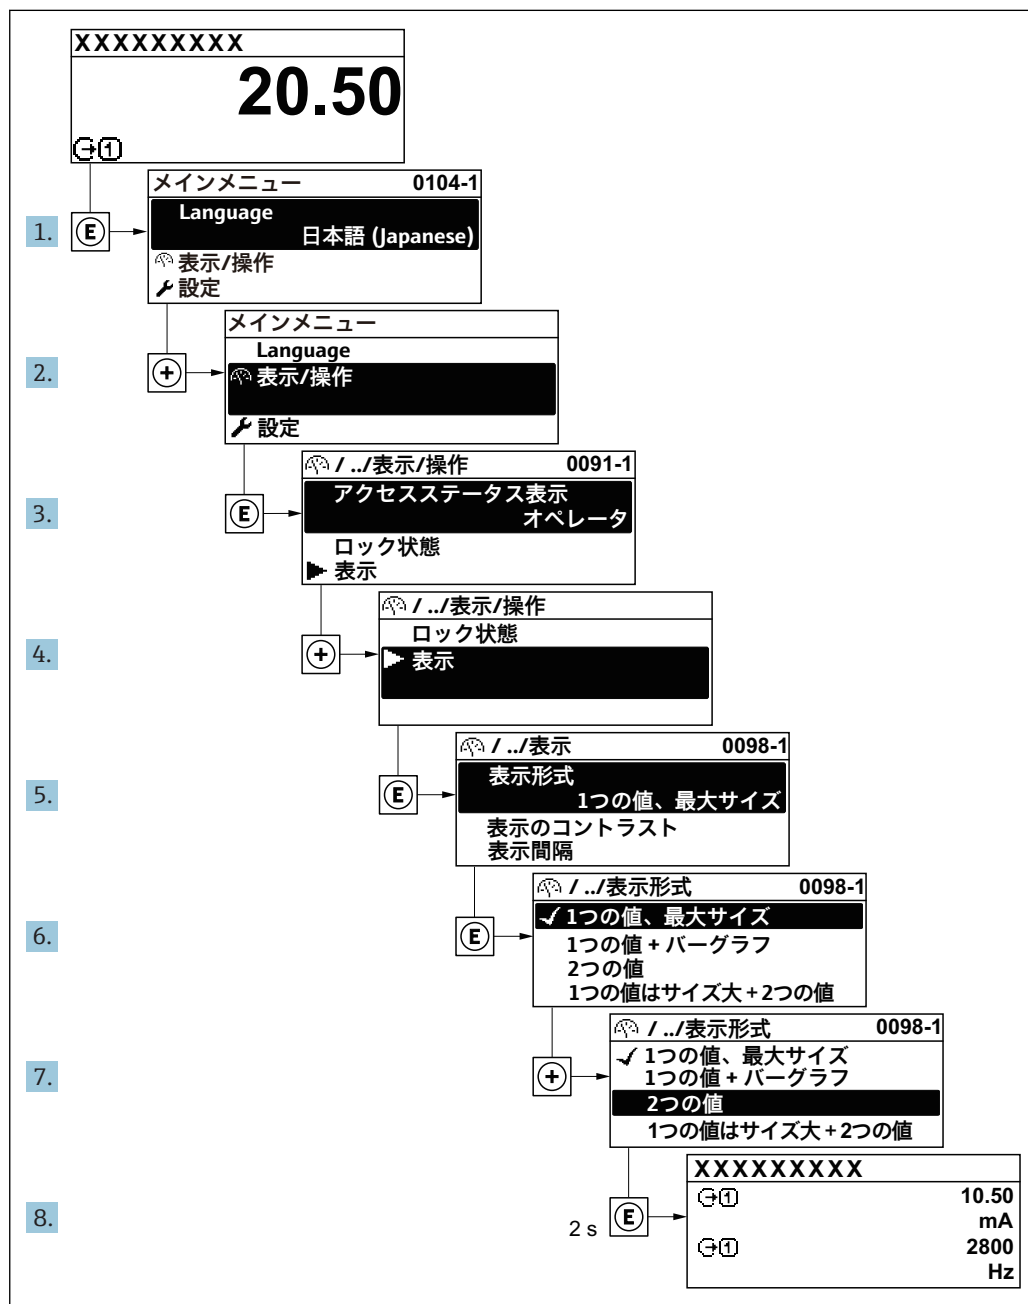 XXXXXXXXX
20.50
1
メインメニュー 0104-1
Language
日本語 (Japanese)
表示/操作
設定
1. E
メインメニュー
Language
表示/操作
設定
2. +
/ ../表示/操作 0091-1
アクセスステータス表示
オペレータ
ロック状態
表示
3. E
/ ../表示/操作
ロック状態
表示
4. +
/ ../表示 0098-1
表示形式
1つの値、最大サイズ
表示のコントラスト
表示間隔
5. E
/ ../表示形式 0098-1
1つの値、最大サイズ
1つの値 + バーグラフ
2つの値
1つの値はサイズ大 + 2つの値
6. E
/ ../表示形式 0098-1
1つの値、最大サイズ
1つの値 + バーグラフ
2つの値
1つの値はサイズ大 + 2つの値
7. +
XXXXXXXXX
1 10.50
mA
1 2800
Hz
8. 2 s E